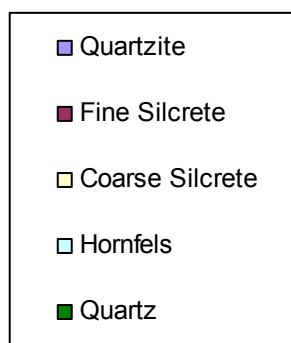 Quartzite
Fine Silcrete
Coarse Silcrete
Hornfels
Quartz